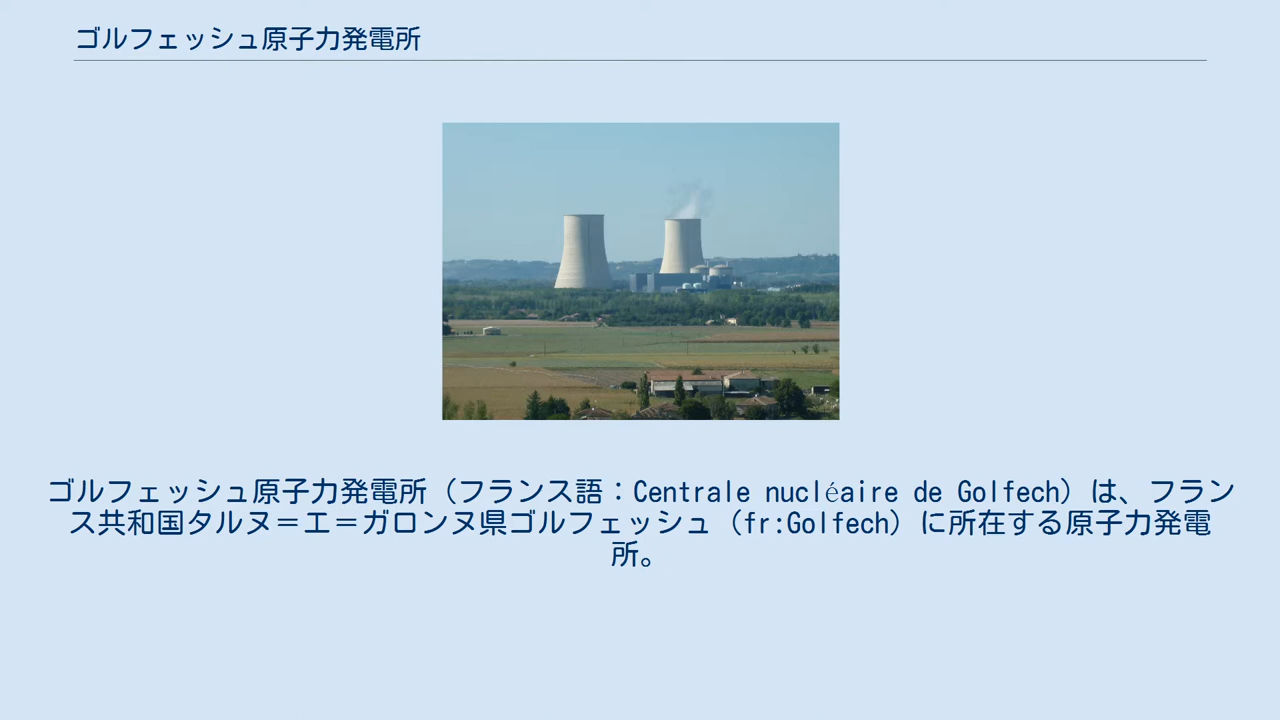 ゴルフェッシュ原子力発電所
ゴルフェッシュ原子力発電所（フランス語：Centrale nucléaire de Golfech）は、フラン
ス共和国タルヌ＝エ＝ガロンヌ県ゴルフェッシュ（fr:Golfech）に所在する原子力発電
所。